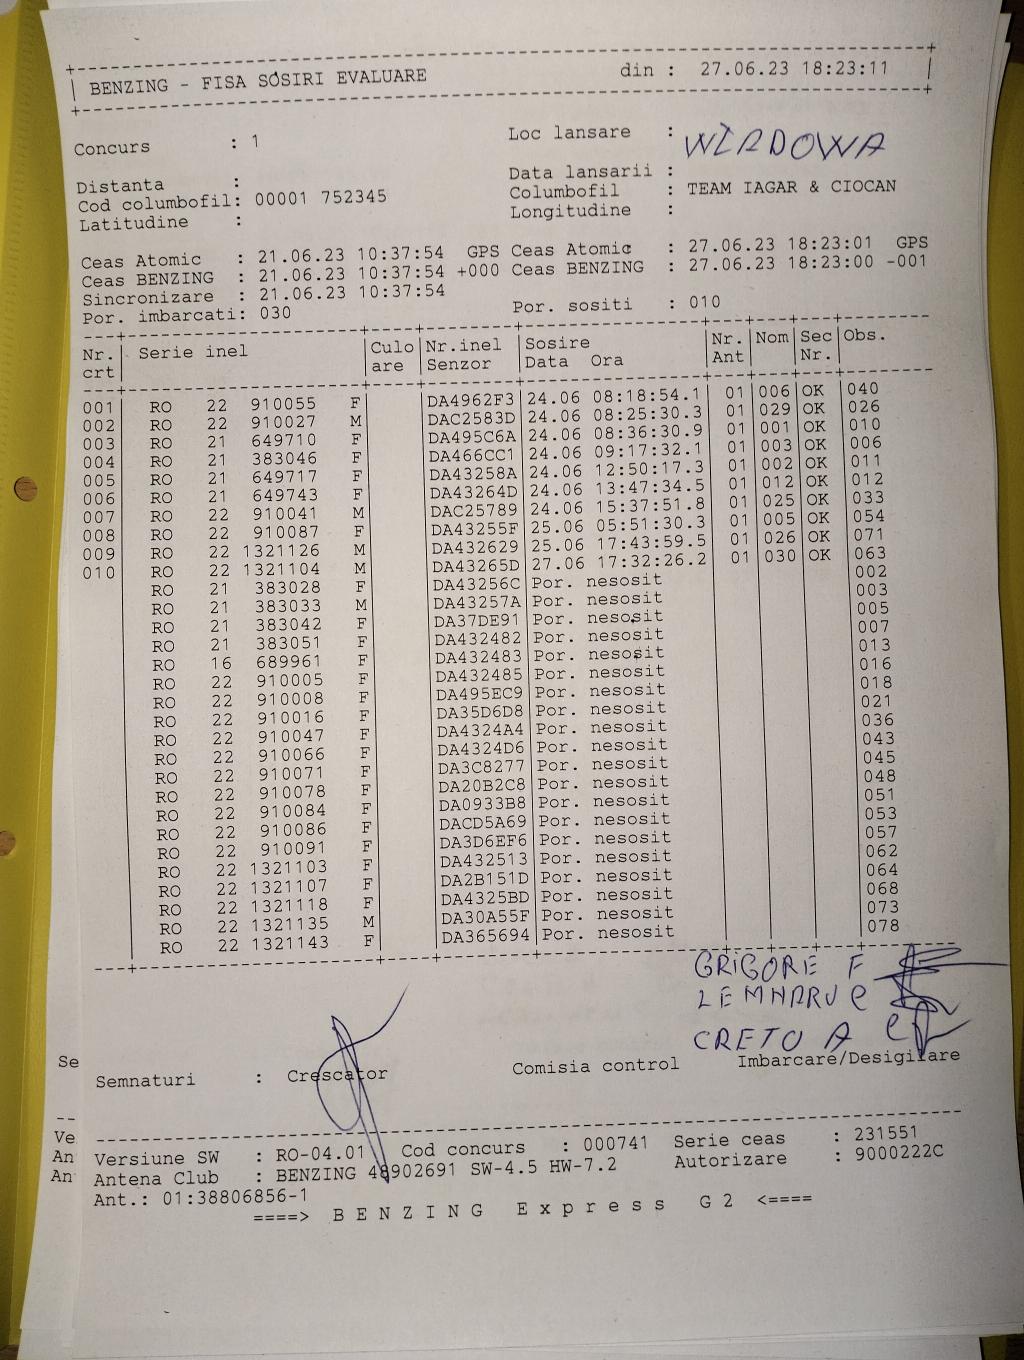 BENZING - FISA SOSIRI EVALUARE din : 27.06.23 18:23:11
Concurs : 1 Loc lansare : WIRDOWA
Distanta : Data lansarii :
Cod columbofil: 00001 752345 Columbofil : TEAM IAGAR & CIOCAN
Latitudine : Longitudine :
Ceas Atomic : 21.06.23 10:37:54 GPS Ceas Atomic : 27.06.23 18:23:01 GPS
Ceas BENZING : 21.06.23 10:37:54 +000 Ceas BENZING : 27.06.23 18:23:00 -001
Sincronizare : 21.06.23 10:37:54
Por. imbarcati: 030 Por. sositi : 010
Nr. Serie inel Culo Nr.inel Sosire Nr. Nom Sec Obs.
crt are Senzor Data Ora Ant Nr.
001 RO 22 910055 F DA4962F3 24.06 08:18:54.1 01 006 OK 040
002 RO 22 910027 M DAC2583D 24.06 08:25:30.3 01 029 OK 026
003 RO 21 649710 F DA495C6A 24.06 08:36:30.9 01 001 OK 010
004 RO 21 383046 F DA466CC1 24.06 09:17:32.1 01 003 OK 006
005 RO 21 649717 F DA43258A 24.06 12:50:17.3 01 002 OK 011
006 RO 21 649743 F DA43264D 24.06 13:47:34.5 01 012 OK 012
007 RO 22 910041 M DAC25789 24.06 15:37:51.8 01 025 OK 033
008 RO 22 910087 F DA43255F 25.06 05:51:30.3 01 005 OK 054
009 RO 22 1321126 M DA432629 25.06 17:43:59.5 01 026 OK 071
010 RO 22 1321104 M DA43265D 27.06 17:32:26.2 01 030 OK 063
RO 21 383028 F DA43256C Por. nesosit 002
RO 21 383033 M DA43257A Por. nesosit 003
RO 21 383042 F DA37DE91 Por. nesosit 005
RO 21 383051 F DA432482 Por. nesosit 007
RO 16 689961 F DA432483 Por. nesosit 013
RO 22 910005 F DA432485 Por. nesosit 016
RO 22 910008 F DA495EC9 Por. nesosit 018
RO 22 910016 F DA35D6D8 Por. nesosit 021
RO 22 910047 F DA4324A4 Por. nesosit 036
RO 22 910066 F DA4324D6 Por. nesosit 043
RO 22 910071 F DA3C8277 Por. nesosit 045
RO 22 910078 F DA20B2C8 Por. nesosit 048
RO 22 910084 F DA0933B8 Por. nesosit 051
RO 22 910086 F DACD5A69 Por. nesosit 053
RO 22 910091 F DA3D6EF6 Por. nesosit 057
RO 22 1321103 F DA432513 Por. nesosit 062
RO 22 1321107 F DA2B151D Por. nesosit 064
RO 22 1321118 F DA4325BD Por. nesosit 068
RO 22 1321135 M DA30A55F Por. nesosit 073
RO 22 1321143 F DA365694 Por. nesosit 078
GRIGORE F
LEMNARU C
CRETO A
Se
Semnaturi : Crescator Comisia control Imbarcare/Desigilare
Ve
An
An
Versiune SW : RO-04.01 Cod concurs : 000741 Serie ceas : 231551
Antena Club : BENZING 48902691 SW-4.5 HW-7.2 Autorizare : 9000222C
Ant.: 01:38806856-1
====> BENZING Express G2 <====